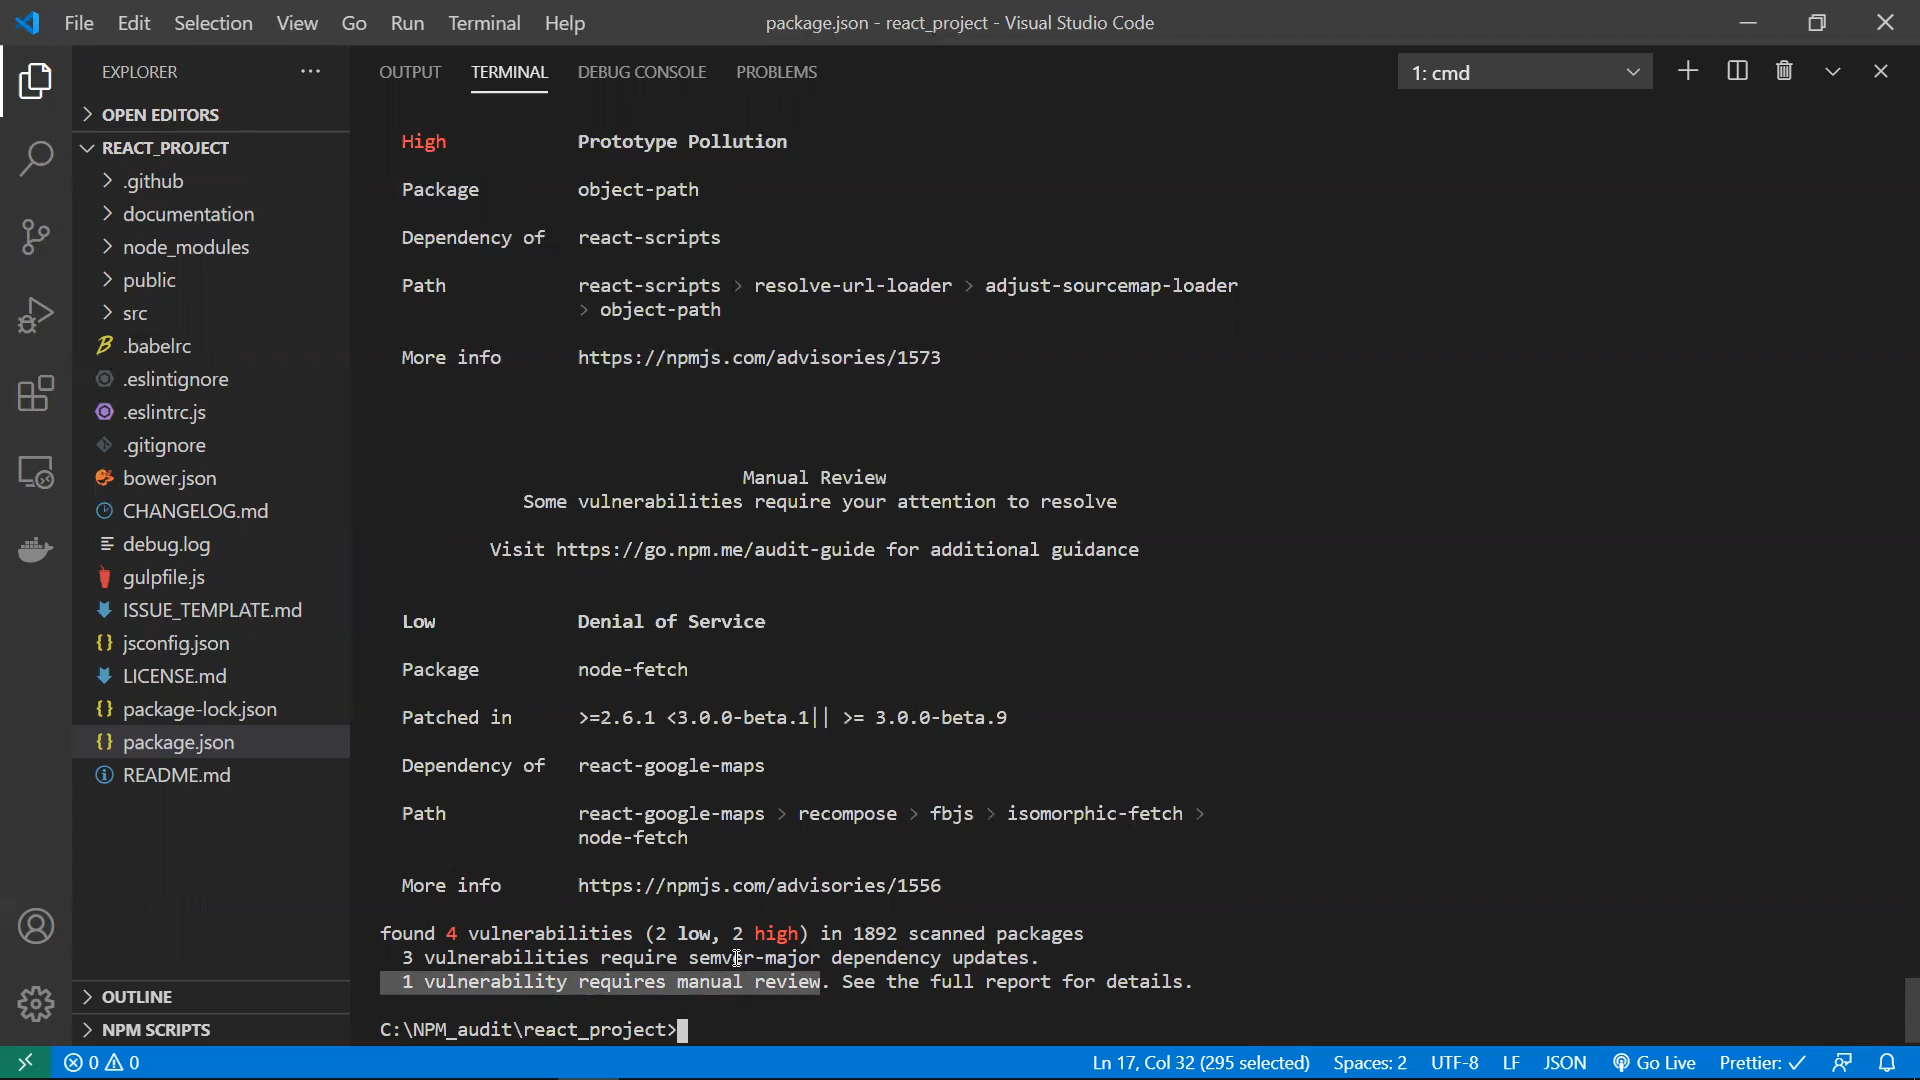 File Edit Selection View Go Run Terminal Help
package.json - react_project - Visual Studio Code
EXPLORER
OPEN EDITORS
REACT_PROJECT
.github
documentation
node_modules
public
src
.babelrc
.eslintignore
.eslintrc.js
.gitignore
bower.json
CHANGELOG.md
debug.log
gulpfile.js
ISSUE_TEMPLATE.md
jsconfig.json
LICENSE.md
package-lock.json
package.json
README.md
OUTLINE
NPM SCRIPTS
OUTPUT TERMINAL DEBUG CONSOLE PROBLEMS
1: cmd
High Prototype Pollution
Package object-path
Dependency of react-scripts
Path react-scripts > resolve-url-loader > adjust-sourcemap-loader
> object-path
More info https://npmjs.com/advisories/1573
Manual Review
Some vulnerabilities require your attention to resolve
Visit https://go.npm.me/audit-guide for additional guidance
Low Denial of Service
Package node-fetch
Patched in >=2.6.1 <3.0.0-beta.1|| >= 3.0.0-beta.9
Dependency of react-google-maps
Path react-google-maps > recompose > fbjs > isomorphic-fetch >
node-fetch
More info https://npmjs.com/advisories/1556
found 4 vulnerabilities (2 low, 2 high) in 1892 scanned packages
3 vulnerabilities require semver-major dependency updates.
1 vulnerability requires manual review. See the full report for details.
C:\NPM_audit\react_project>
0 0
Ln 17, Col 32 (295 selected) Spaces: 2 UTF-8 LF JSON Go Live Prettier: ✓